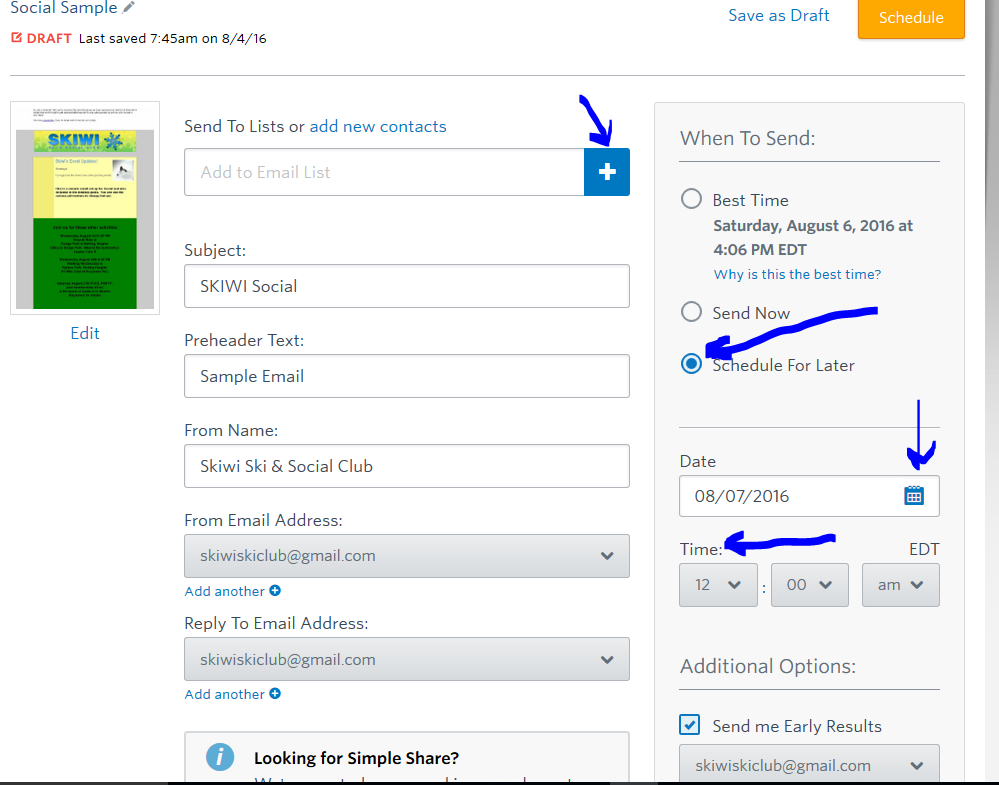 Social Sample
Save as Draft
Schedule
DRAFT Last saved 7:45am on 8/4/16
SKIWI
Send To Lists or add new contacts
Add to Email List
Edit
Subject:
SKIWI Social
Preheader Text:
Sample Email
From Name:
Skiwi Ski & Social Club
From Email Address:
skiwiskiclub@gmail.com
Add another
Reply To Email Address:
skiwiskiclub@gmail.com
Add another
Looking for Simple Share?
When To Send:
Best Time
Saturday, August 6, 2016 at
4:06 PM EDT
Why is this the best time?
Send Now
Schedule For Later
Date
08/07/2016
Time: EDT
12 : 00 am
Additional Options:
Send me Early Results
skiwiskiclub@gmail.com